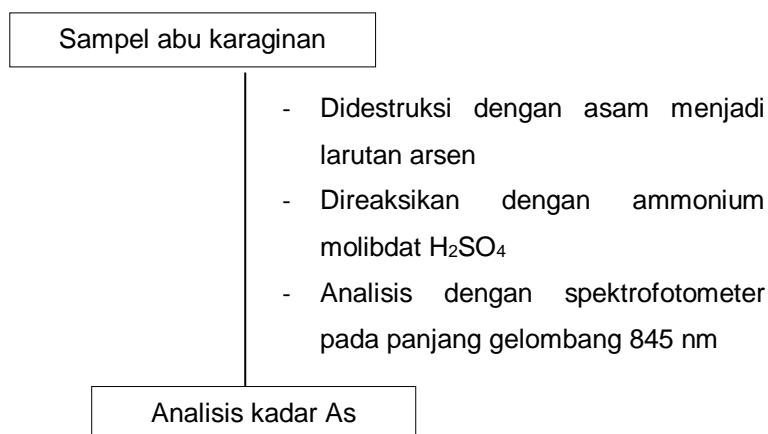 Sampel abu karaginan
- Didestruksi dengan asam menjadi
larutan arsen
- Direaksikan dengan ammonium
molibdat H₂SO₄
- Analisis dengan spektrofotometer
pada panjang gelombang 845 nm
Analisis kadar As